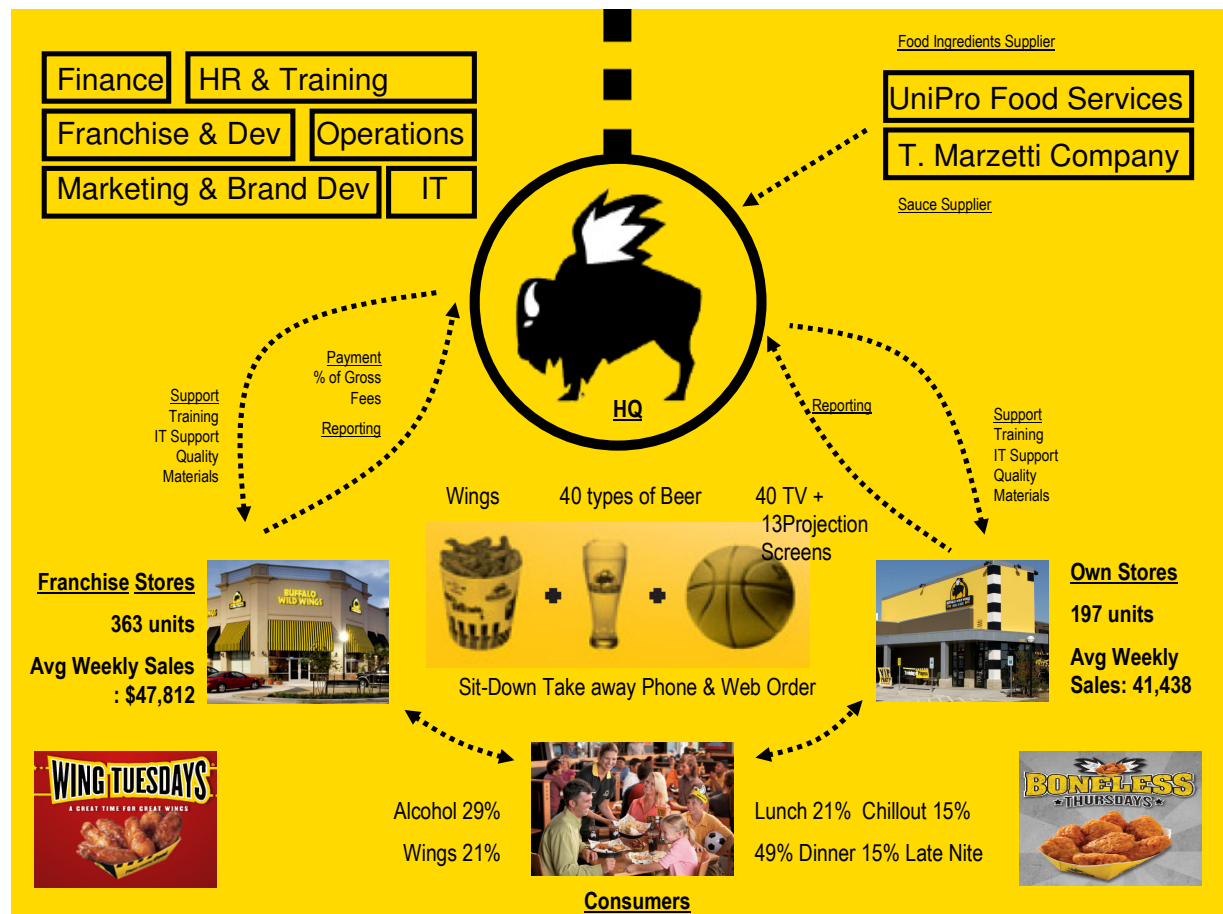 Finance
HR & Training
Franchise & Dev
Operations
Marketing & Brand Dev
IT
Food Ingredients Supplier
UniPro Food Services
T. Marzetti Company
Sauce Supplier
HQ
Payment
% of Gross
Fees
Reporting
Support
Training
IT Support
Quality
Materials
Reporting
Support
Training
IT Support
Quality
Materials
Wings
40 types of Beer
40 TV +
13Projection
Screens
Franchise Stores
363 units
Avg Weekly Sales
: $47,812
BUFFALO
WILD WINGS
Own Stores
197 units
Avg Weekly
Sales: 41,438
Sit-Down Take away Phone & Web Order
WING TUESDAYS
A GREAT TIME FOR GREAT WINGS
Alcohol 29%
Wings 21%
Lunch 21% Chillout 15%
49% Dinner 15% Late Nite
BONELESS
THURSDAYS
Consumers